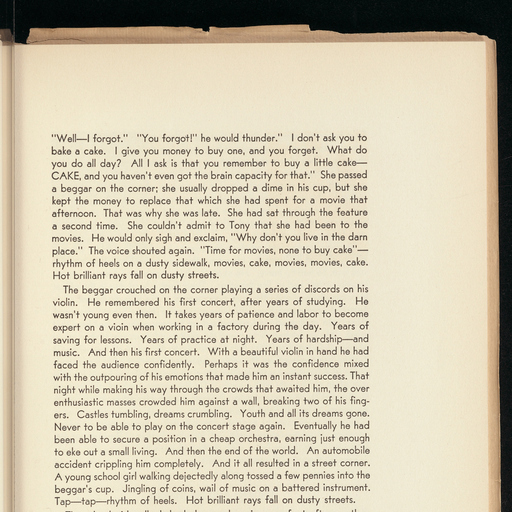 "Well—I forgot." "You forgot!" he would thunder." I don't ask you to
bake a cake. I give you money to buy one, and you forget. What do
you do all day? All I ask is that you remember to buy a little cake—
CAKE, and you haven't even got the brain capacity for that." She passed
a beggar on the corner; she usually dropped a dime in his cup, but she
kept the money to replace that which she had spent for a movie that
afternoon. That was why she was late. She had sat through the feature
a second time. She couldn't admit to Tony that she had been to the
movies. He would only sigh and exclaim, "Why don't you live in the darn
place." The voice shouted again. "Time for movies, none to buy cake"—
rhythm of heels on a dusty sidewalk, movies, cake, movies, movies, cake.
Hot brilliant rays fall on dusty streets.
The beggar crouched on the corner playing a series of discords on his
violin. He remembered his first concert, after years of studying. He
wasn't young even then. It takes years of patience and labor to become
expert on a vioin when working in a factory during the day. Years of
saving for lessons. Years of practice at night. Years of hardship—and
music. And then his first concert. With a beautiful violin in hand he had
faced the audience confidently. Perhaps it was the confidence mixed
with the outpouring of his emotions that made him an instant success. That
night while making his way through the crowds that awaited him, the over
enthusiastic masses crowded him against a wall, breaking two of his fing-
ers. Castles tumbling, dreams crumbling. Youth and all its dreams gone.
Never to be able to play on the concert stage again. Eventually he had
been able to secure a position in a cheap orchestra, earning just enough
to eke out a small living. And then the end of the world. An automobile
accident crippling him completely. And it all resulted in a street corner.
A young school girl walking dejectedly along tossed a few pennies into the
beggar's cup. Jingling of coins, wail of music on a battered instrument.
Tap—tap—rhythm of heels. Hot brilliant rays fall on dusty streets.